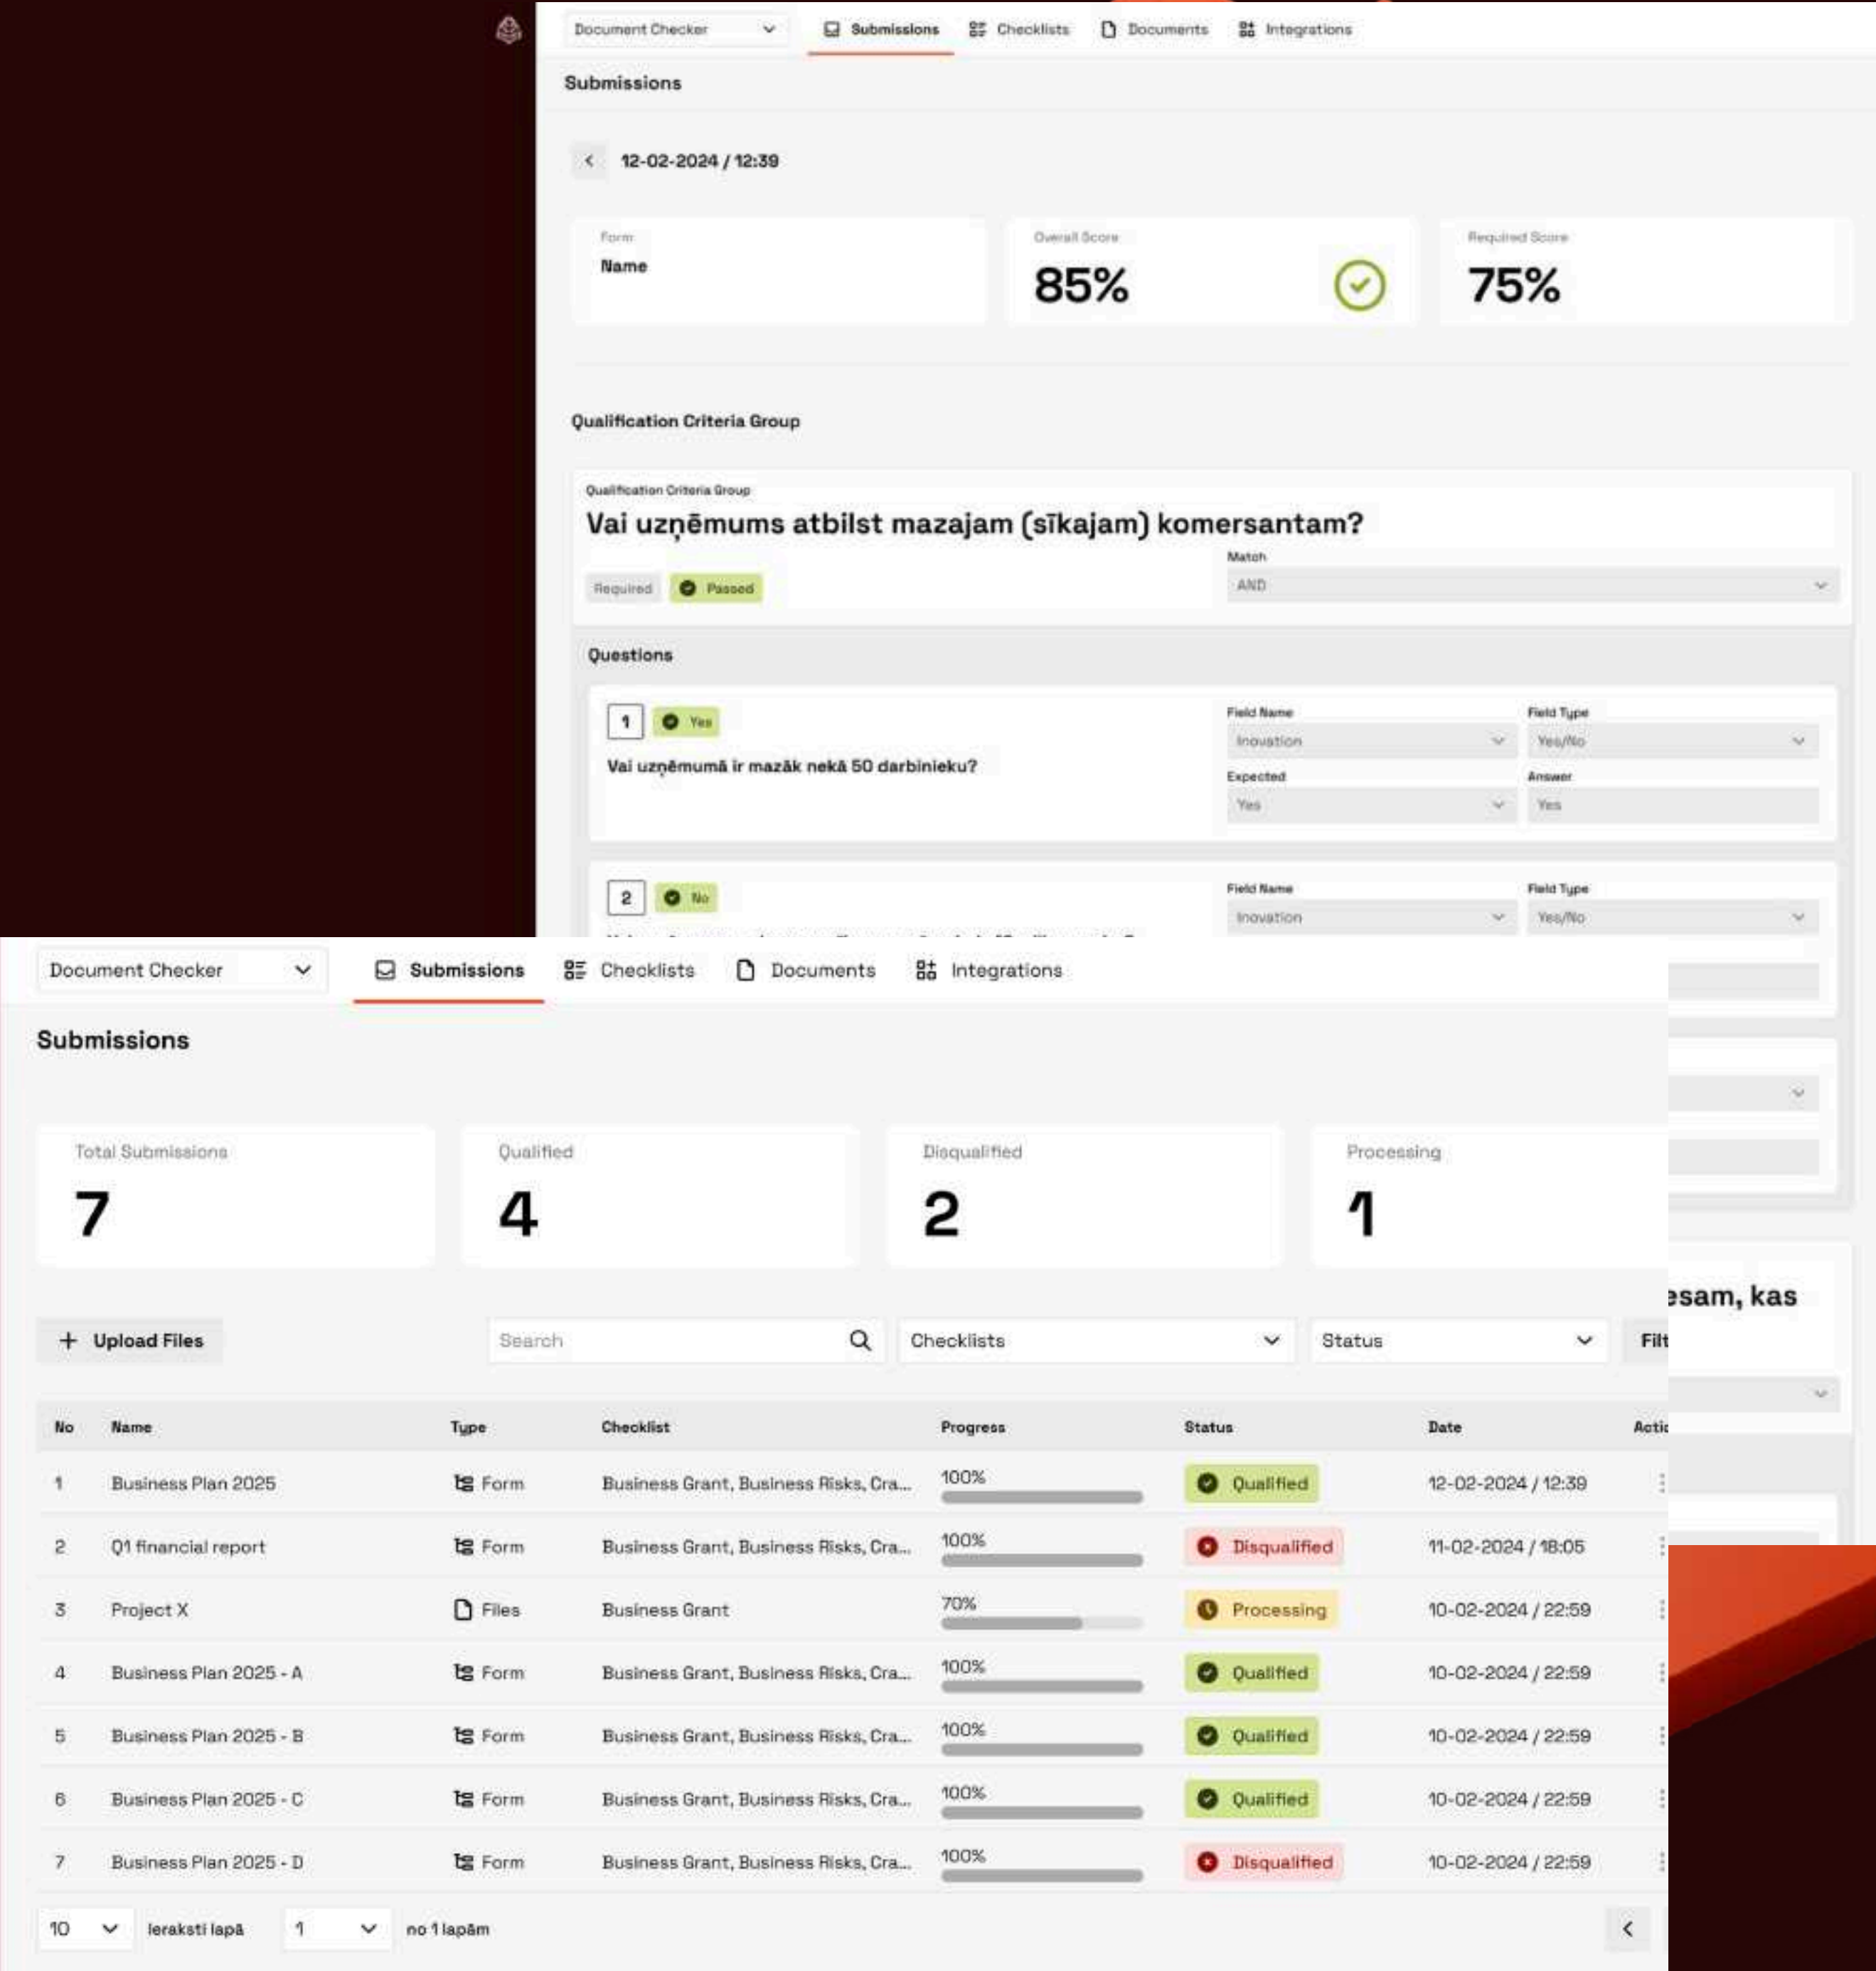 Document Checker Submissions Checklists Documents Integrations
Submissions
12-02-2024 / 12:39
Form
Name
Overall Score
85%
Required Score
75%
Qualification Criteria Group
Qualification Criteria Group
Vai uzņēmums atbilst mazajam (sīkajam) komersantam?
Required Passed
Match
AND
Questions
1 Yes
Vai uzņēmumā ir mazāk nekā 50 darbinieku?
Field Name Field Type
Inovation Yes/No
Expected Answer
Yes Yes
2 No
Field Name Field Type
Inovation Yes/No
esam, kas
Document Checker Submissions Checklists Documents Integrations
Submissions
Total Submissions Qualified Disqualified Processing
7 4 2 1
+ Upload Files Search Checklists Status Filt
No Name Type Checklist Progress Status Date Actic
1 Business Plan 2025 Form Business Grant, Business Risks, Cra... 100% Qualified 12-02-2024 / 12:39
2 Q1 financial report Form Business Grant, Business Risks, Cra... 100% Disqualified 11-02-2024 / 18:05
3 Project X Files Business Grant 70% Processing 10-02-2024 / 22:59
4 Business Plan 2025 - A Form Business Grant, Business Risks, Cra... 100% Qualified 10-02-2024 / 22:59
5 Business Plan 2025 - B Form Business Grant, Business Risks, Cra... 100% Qualified 10-02-2024 / 22:59
6 Business Plan 2025 - C Form Business Grant, Business Risks, Cra... 100% Qualified 10-02-2024 / 22:59
7 Business Plan 2025 - D Form Business Grant, Business Risks, Cra... 100% Disqualified 10-02-2024 / 22:59
10 Ieraksti lapā 1 no 1 lapām